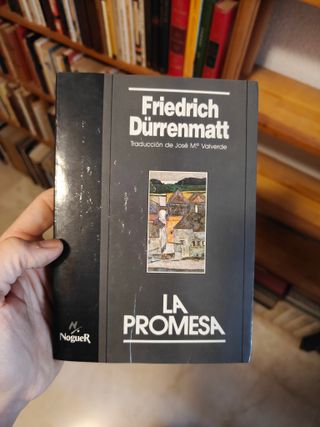 Friedrich
Dürrenmatt
Traducción de José Mª Valverde
LA
PROMESA
NogueR